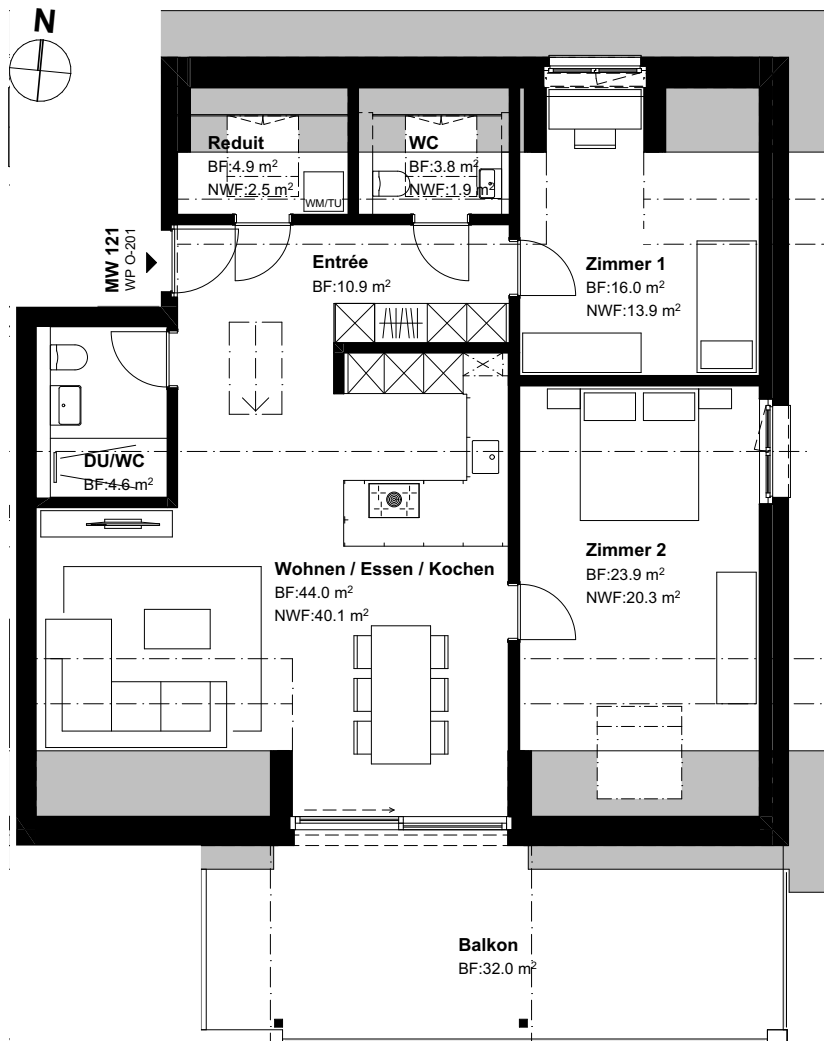 N
Reduit
BF:4.9 m²
NWF:2.5 m²
WM/TU
WC
BF:3.8 m²
NWF:1.9 m²
MW 121
WP O-201
Entrée
BF:10.9 m²
Zimmer 1
BF:16.0 m²
NWF:13.9 m²
DU/WC
BF:4.6 m²
Wohnen / Essen / Kochen
BF:44.0 m²
NWF:40.1 m²
Zimmer 2
BF:23.9 m²
NWF:20.3 m²
Balkon
BF:32.0 m²